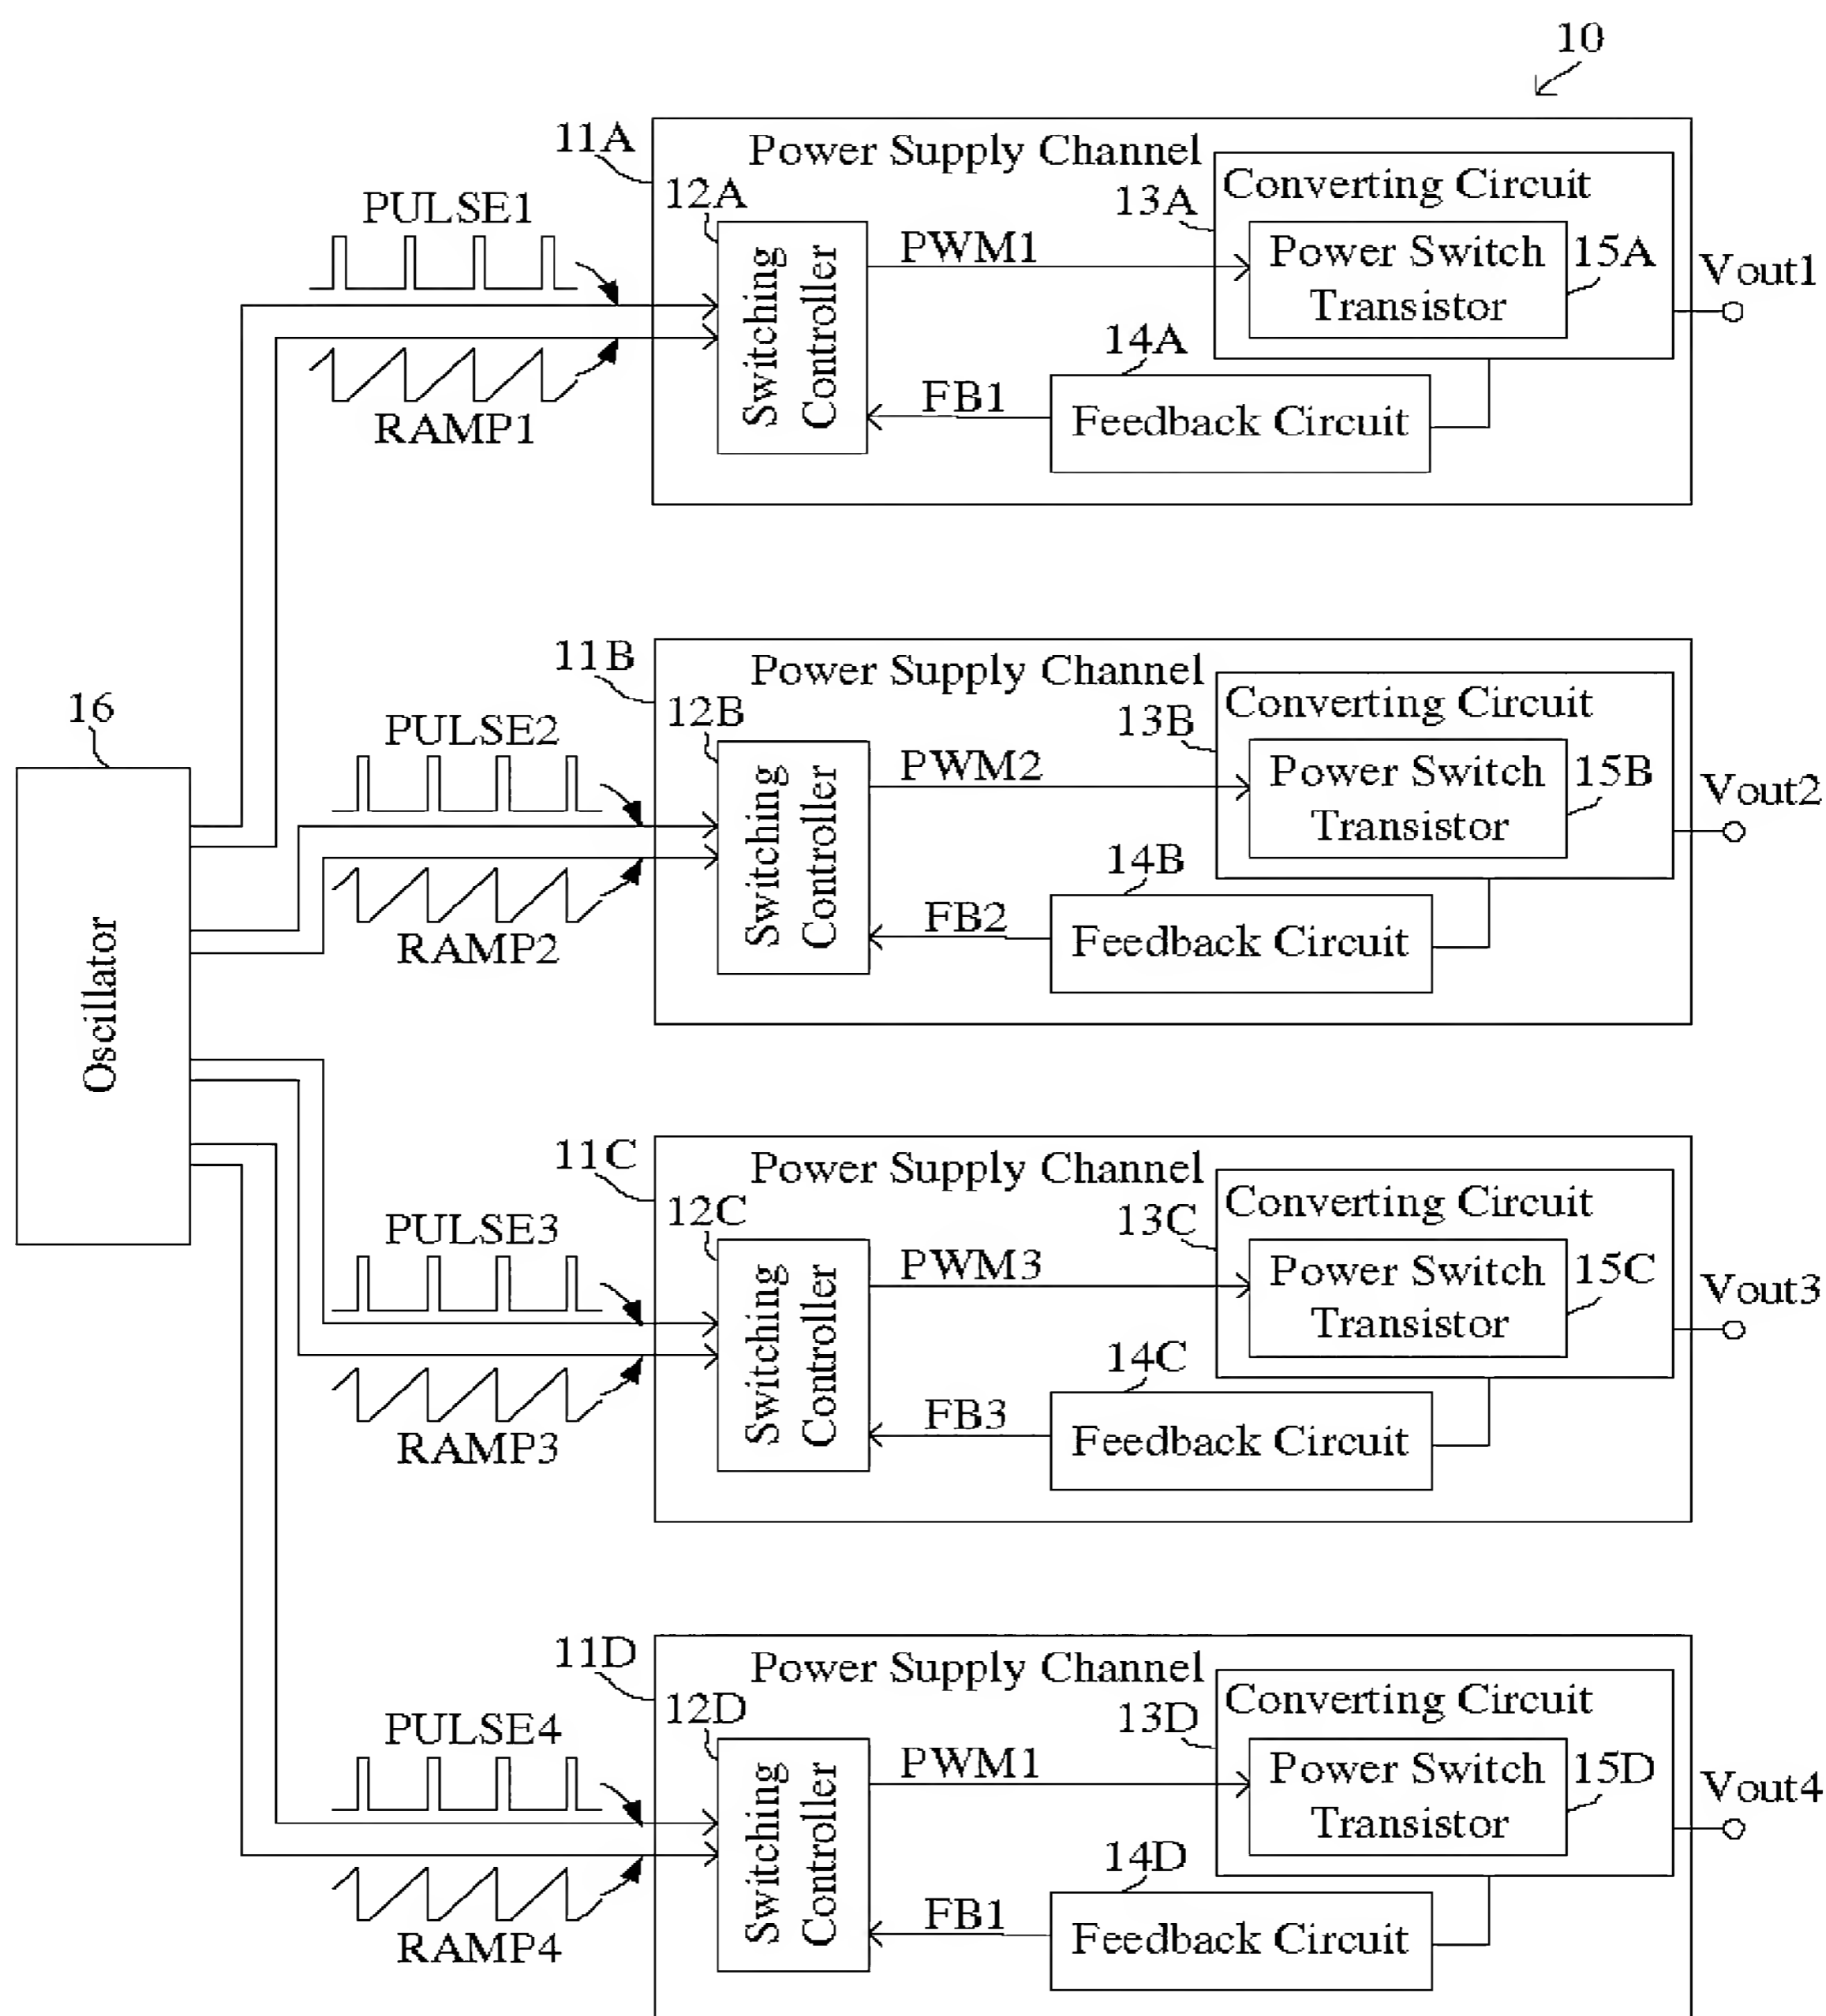 10
11A
Power Supply Channel
12A
13A
Converting Circuit
PULSE1
PWM1
Power Switch
Transistor
15A
Vout1
Switching
Controller
14A
RAMP1
FB1
Feedback Circuit
11B
Power Supply Channel
12B
13B
Converting Circuit
16
PULSE2
PWM2
Power Switch
Transistor
15B
Vout2
Switching
Controller
14B
RAMP2
FB2
Feedback Circuit
Oscillator
11C
Power Supply Channel
12C
13C
Converting Circuit
PULSE3
PWM3
Power Switch
Transistor
15C
Vout3
Switching
Controller
14C
RAMP3
FB3
Feedback Circuit
11D
Power Supply Channel
12D
13D
Converting Circuit
PULSE4
PWM1
Power Switch
Transistor
15D
Vout4
Switching
Controller
14D
RAMP4
FB1
Feedback Circuit